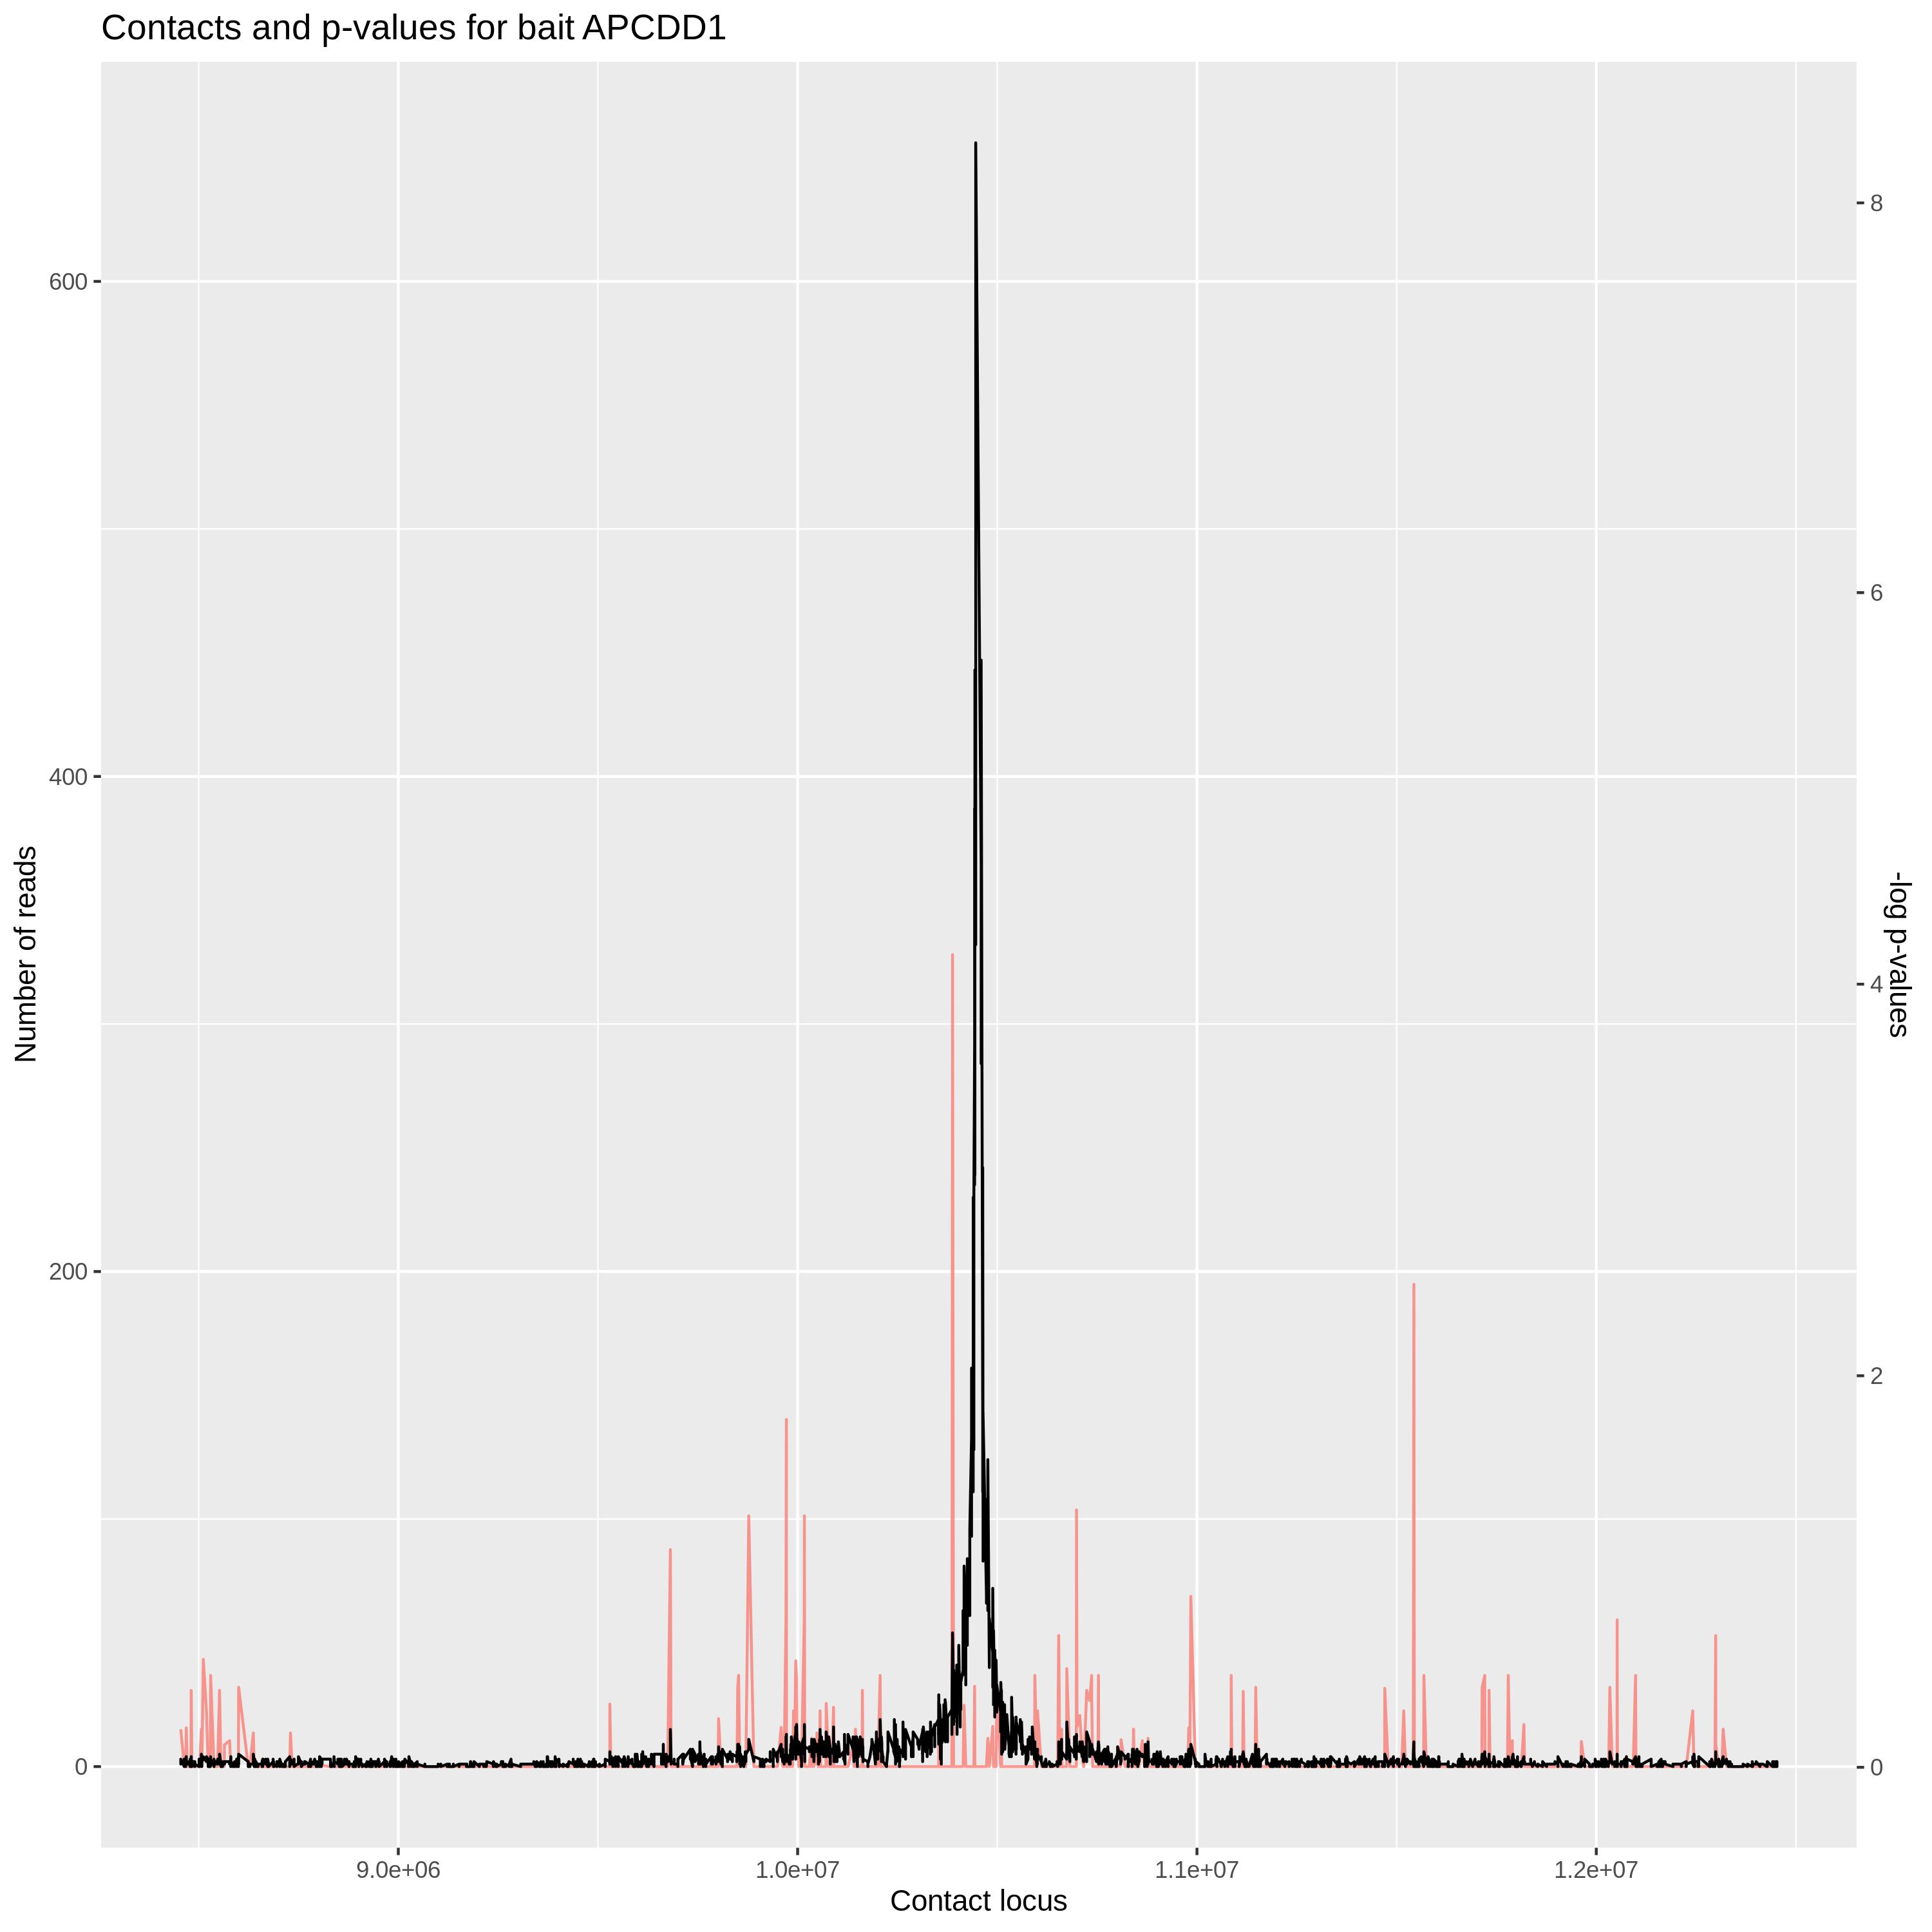 Contacts and p-values for bait APCDD1
600
400
200
0
8
6
4
2
0
Number of reads
-log p-values
9.0e+06
1.0e+07
1.1e+07
1.2e+07
Contact locus